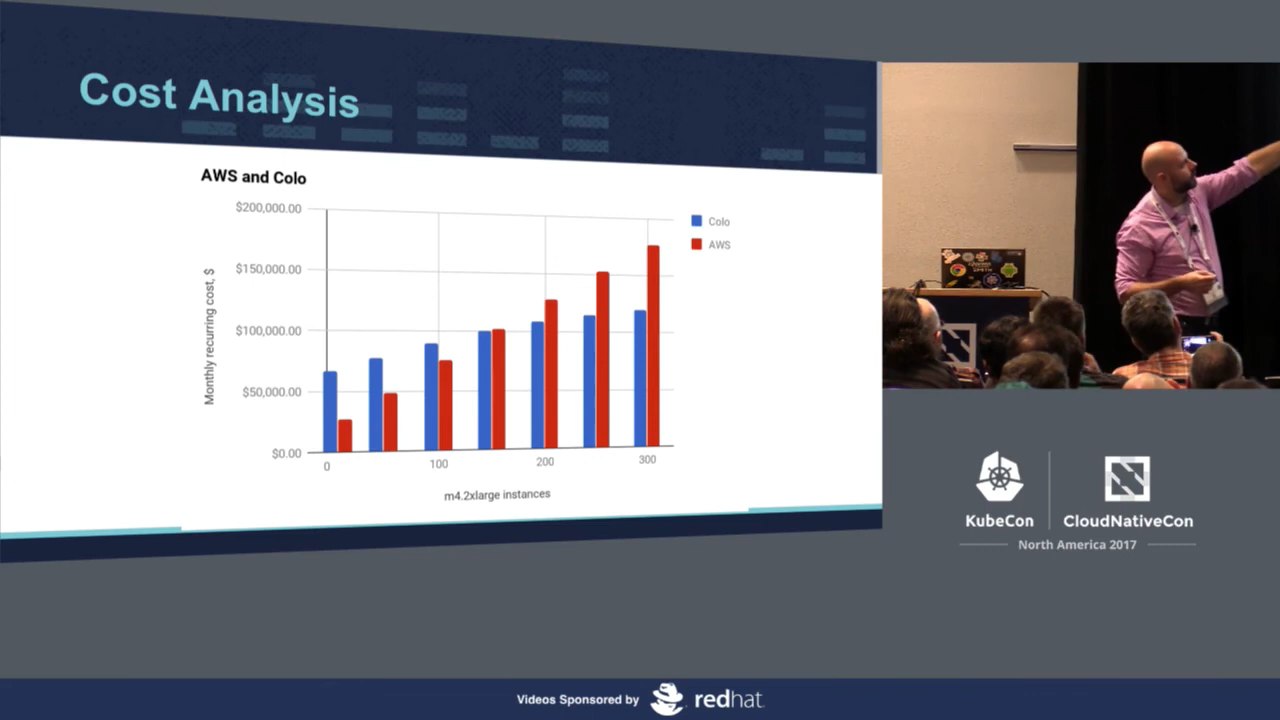 Cost Analysis
AWS and Colo
Monthly recurring cost, $
$200,000.00
$150,000.00
$100,000.00
$50,000.00
$0.00
0
100
200
300
m4.2xlarge instances
Colo
AWS
KubeCon
CloudNativeCon
North America 2017
Videos Sponsored by
redhat